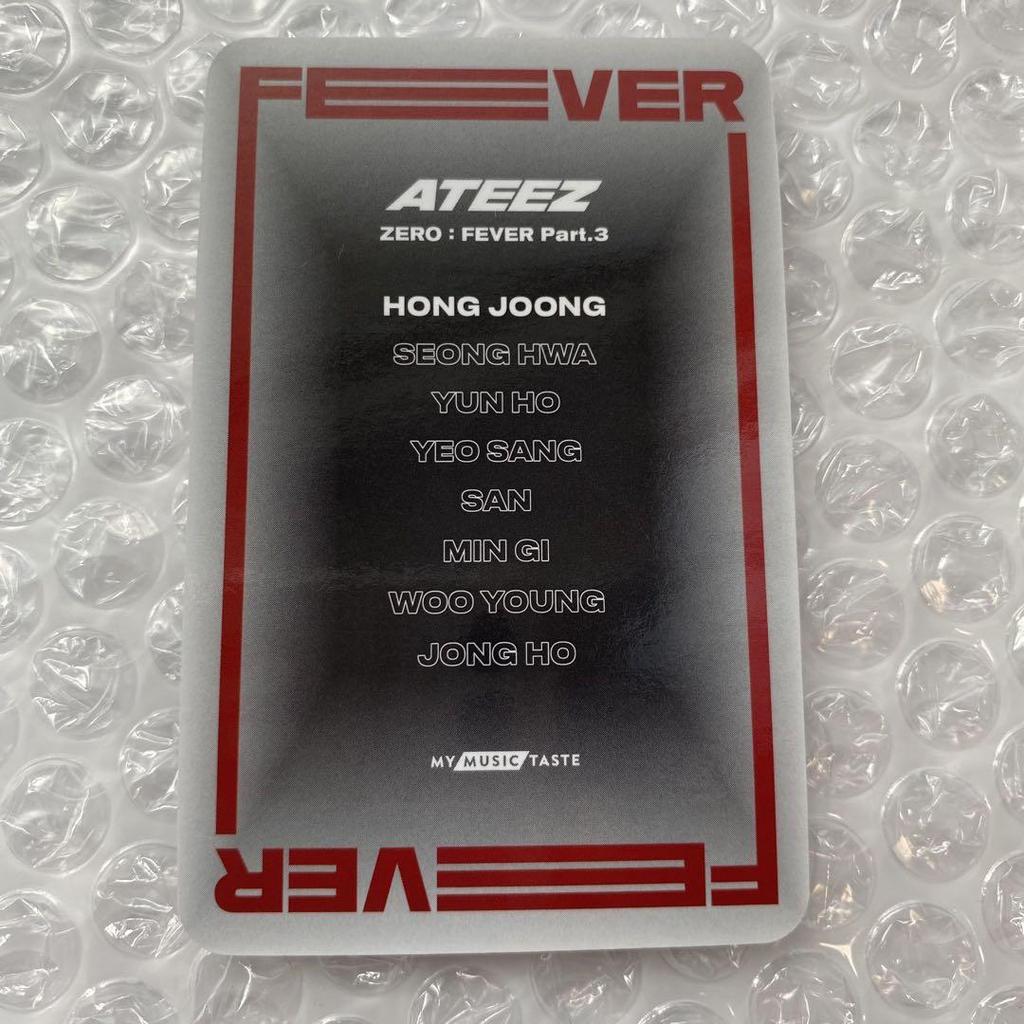 FEVER
ATEEZ
ZERO : FEVER Part.3
HONG JOONG
SEONG HWA
YUN HO
YEO SANG
SAN
MIN GI
WOO YOUNG
JONG HO
MY MUSIC TASTE
FEVER